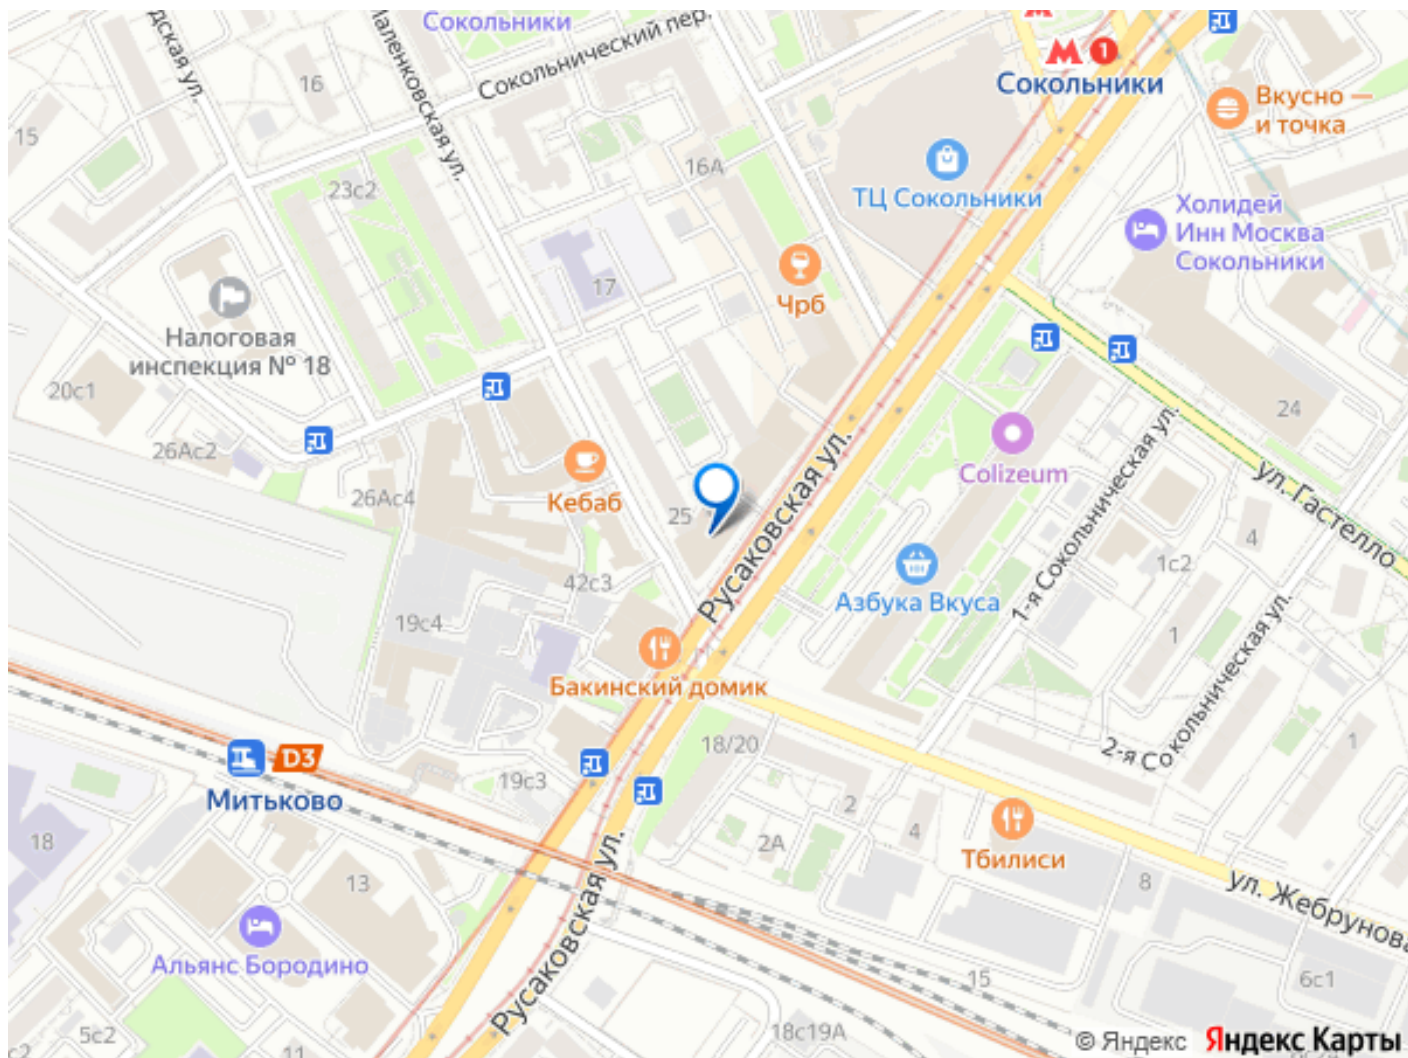 Сокольники
Сокольнический пер.
Маленковская ул.
дская ул.
16
15
М 1
Сокольники
Вкусно —
и точка
16А
23с2
ТЦ Сокольники
Холидей
Инн Москва
Сокольники
17
Чрб
Налоговая
инспекция № 18
20с1
24
26Ас2
Colizeum
Русаковская ул.
1-я Сокольническая ул.
ул. Гастелло
Кебаб
26Ас4
25
4
1с2
42с3
Азбука Вкуса
19с4
1
2-я Сокольническая ул.
Бакинский домик
18/20
1
D3
Митьково
19с3
2
4
2А
Тбилиси
18
13
8
ул. Жебрунова
Русаковская ул.
Альянс Бородино
15
6с1
5с2
11
18с19А
© Яндекс Яндекс Карты